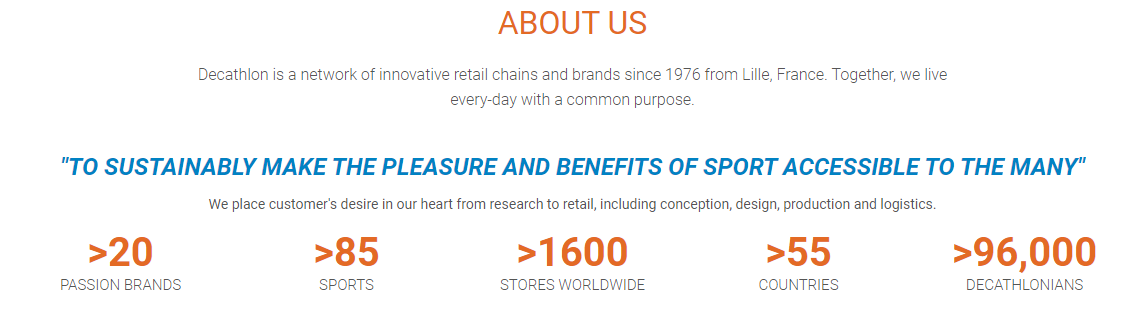 ABOUT US
Decathlon is a network of innovative retail chains and brands since 1976 from Lille, France. Together, we live
every-day with a common purpose.
"TO SUSTAINABLY MAKE THE PLEASURE AND BENEFITS OF SPORT ACCESSIBLE TO THE MANY"
We place customer's desire in our heart from research to retail, including conception, design, production and logistics.
>20 >85 >1600 >55 >96,000
PASSION BRANDS SPORTS STORES WORLDWIDE COUNTRIES DECATHLONIANS